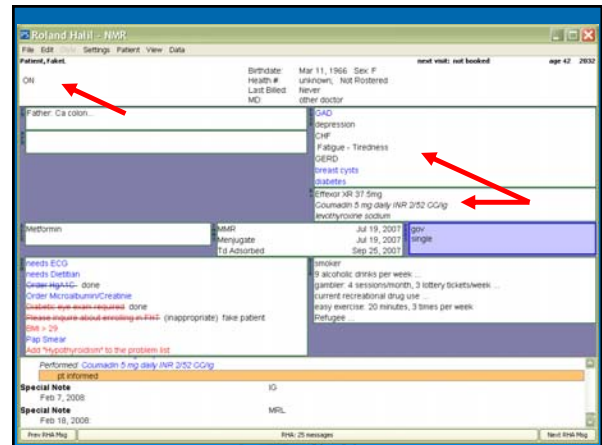 Roland Halil - NMR
File Edit Style Settings Patient View Data
Patient, FakeL
next visit: not booked
age 42 2032
ON
Birthdate: Mar 11, 1966 Sex: F
Health # unknown, Not Rostered
Last Billed Never
MD: other doctor
Father: Ca colon...
GAD
depression
CHF
Fatigue - Tiredness
GERD
breast cysts
diabetes
Effexor XR 37.5mg
Coumadin 5 mg daily INR 2/52 CG/ig
levothyroxine sodium
Metformin
MMR Jul 19, 2007
Menjugate Jul 19, 2007
Td Adsorbed Sep 25, 2007
gov
single
needs ECG
needs Dietitian
Order HgA1C done
Order Microalbumin/Creatine
Diabetic eye exam required done
Please inquire about enrolling in FHT (inappropriate) fake patient
BMI > 29
Pap Smear
Add "Hypothyroidism" to the problem list
smoker
9 alcoholic drinks per week ...
gambler: 4 sessions/month, 3 lottery tickets/week ...
current recreational drug use ...
easy exercise: 20 minutes, 3 times per week
Refugee ...
Performed: Coumadin 5 mg daily INR 2/52 CG/ig
pt informed
Special Note IG
Feb 7, 2008:
Special Note MRL
Feb 18, 2008:
Prev RHA Msg
RHA: 25 messages
Next RHA Msg